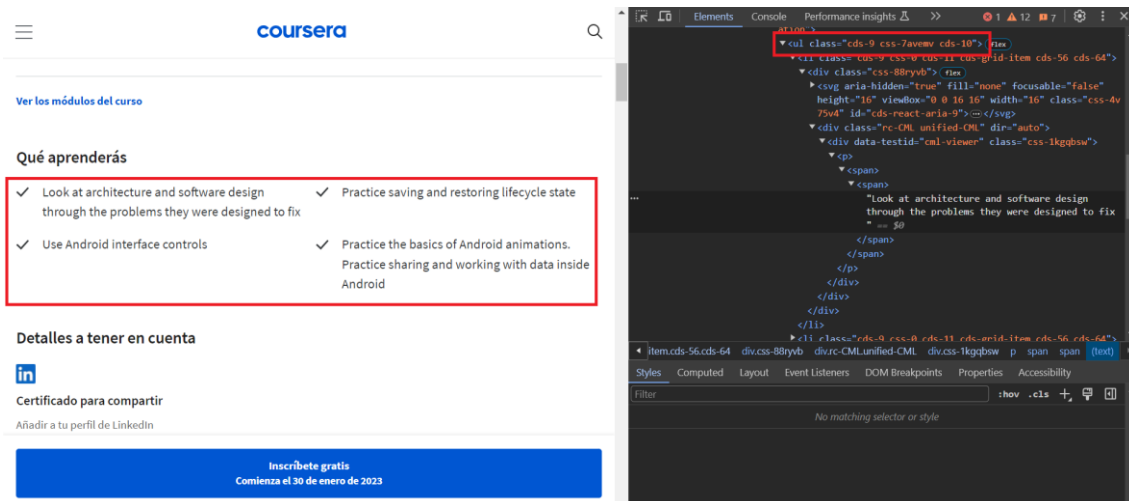 coursera
Ver los módulos del curso
Qué aprenderás
Look at architecture and software design
through the problems they were designed to fix
Practice saving and restoring lifecycle state
Use Android interface controls
Practice the basics of Android animations.
Practice sharing and working with data inside
Android
Detalles a tener en cuenta
in
Certificado para compartir
Añadir a tu perfil de LinkedIn
Inscríbete gratis
Comienza el 30 de enero de 2023
Elements Console Performance insights » 1 12 7
ation">
▼<ul class="cds-9 css-7avemv cds-10"> flex
▼<li class="cds-9 css-0 cds-11 cds-grid-item cds-56 cds-64">
▼<div class="css-88ryvb"> flex
▶<svg aria-hidden="true" fill="none" focusable="false"
height="16" viewBox="0 0 16 16" width="16" class="css-4v
75v4" id="cds-react-aria-9">…</svg>
▼<div class="rc-CML unified-CML" dir="auto">
▼<div data-testid="cml-viewer" class="css-1kgqbsw">
▼<p>
▼<span>
▼<span>
"Look at architecture and software design
through the problems they were designed to fix
" == $0
</span>
</span>
</p>
</div>
</div>
</div>
</li>
▶<li class="cds-9 css-0 cds-11 cds-grid-item cds-56 cds-64">
item.cds-56.cds-64 div.css-88ryvb div.rc-CML.unified-CML div.css-1kgqbsw p span span (text)
Styles Computed Layout Event Listeners DOM Breakpoints Properties Accessibility
Filter :hov .cls +
No matching selector or style